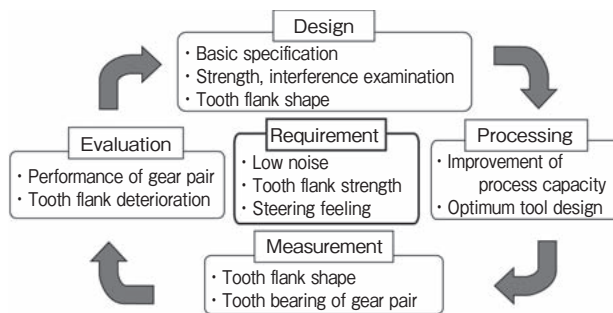 Design
・Basic specification
・Strength, interference examination
・Tooth flank shape
Evaluation
・Performance of gear pair
・Tooth flank deterioration
Requirement
・Low noise
・Tooth flank strength
・Steering feeling
Processing
・Improvement of
process capacity
・Optimum tool design
Measurement
・Tooth flank shape
・Tooth bearing of gear pair